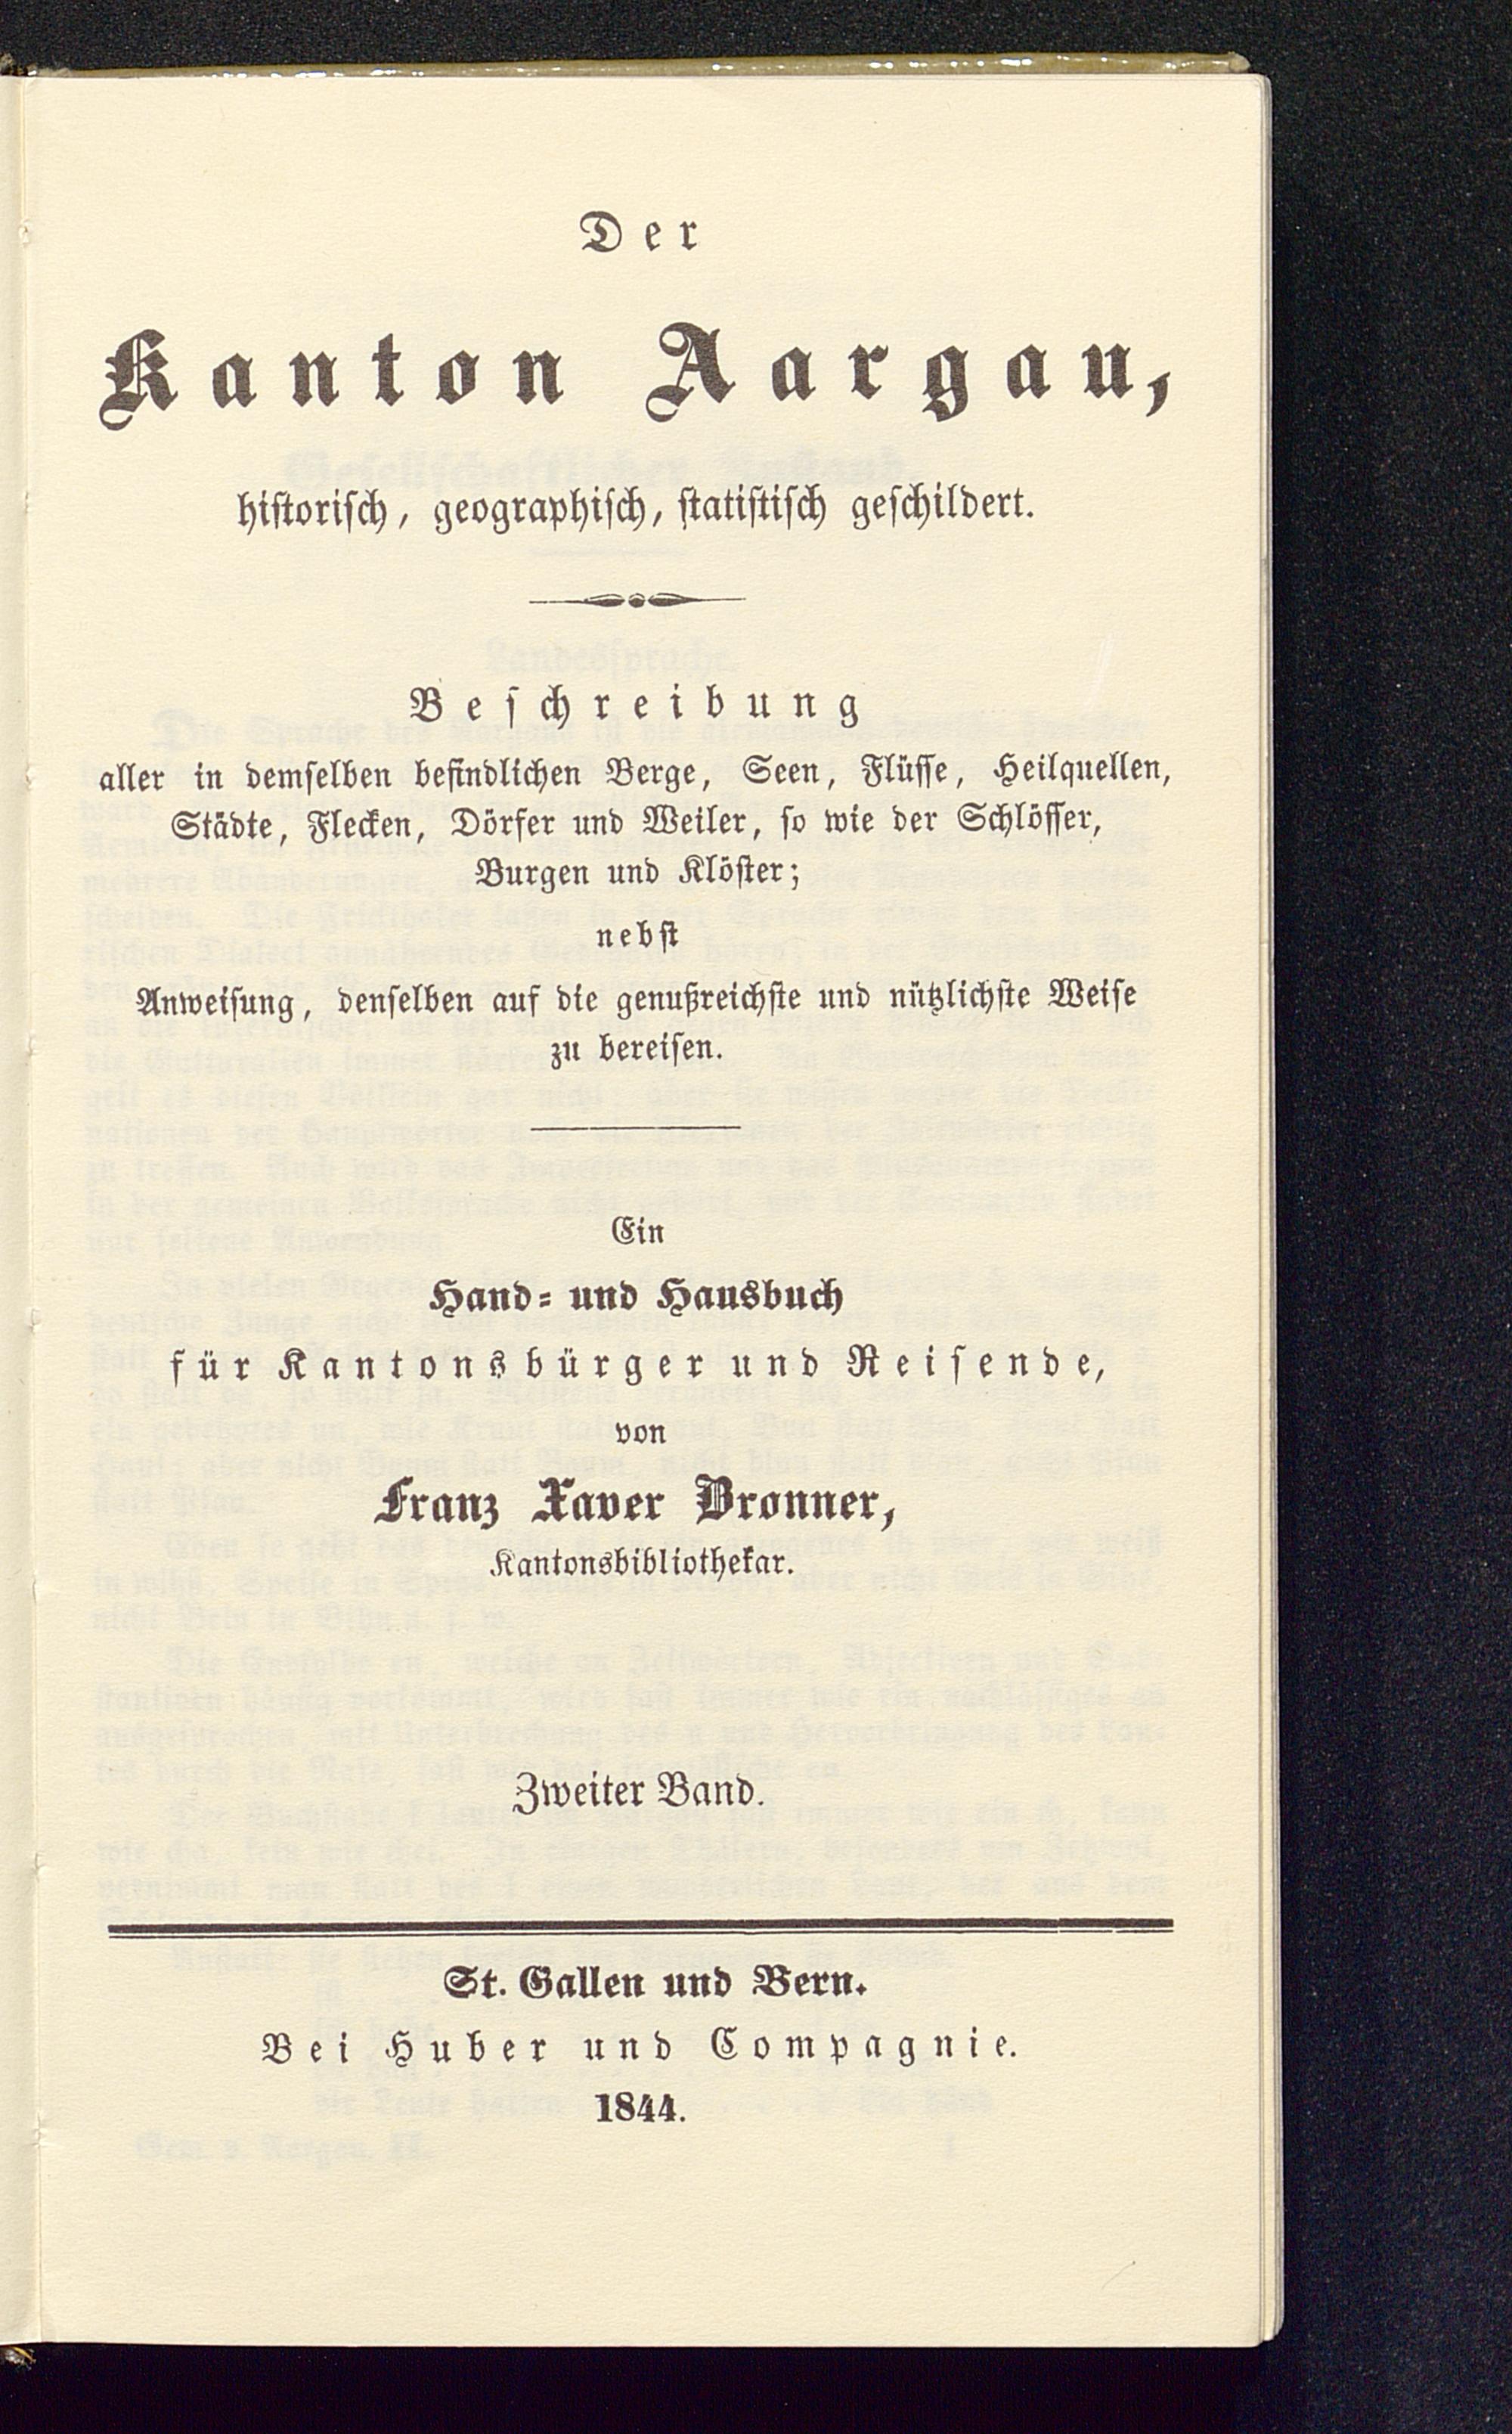 Der
Kanton Aargau,
historisch, geographisch, statistisch geschildert.
Beschreibung
aller in demselben befindlichen Berge, Seen, Flüsse, Heilquellen,
Städte, Flecken, Dörfer und Weiler, so wie der Schlösser,
Burgen und Klöster;
nebst
Anweisung, denselben auf die genußreichste und nützlichste Weise
zu bereisen.
Ein
Hand- und Hausbuch
für Kantonsbürger und Reisende,
von
Franz Xaver Bronner,
Kantonsbibliothekar.
Zweiter Band.
St. Gallen und Bern.
Bei Huber und Compagnie.
1844.